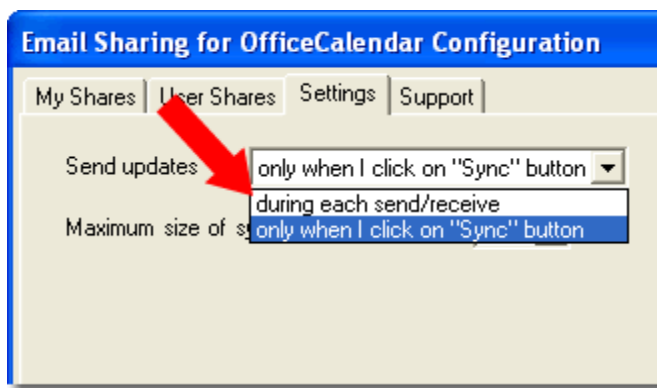 Email Sharing for OfficeCalendar Configuration
My Shares User Shares Settings Support
Send updates only when I click on "Sync" button
during each send/receive
Maximum size of only when I click on "Sync" button